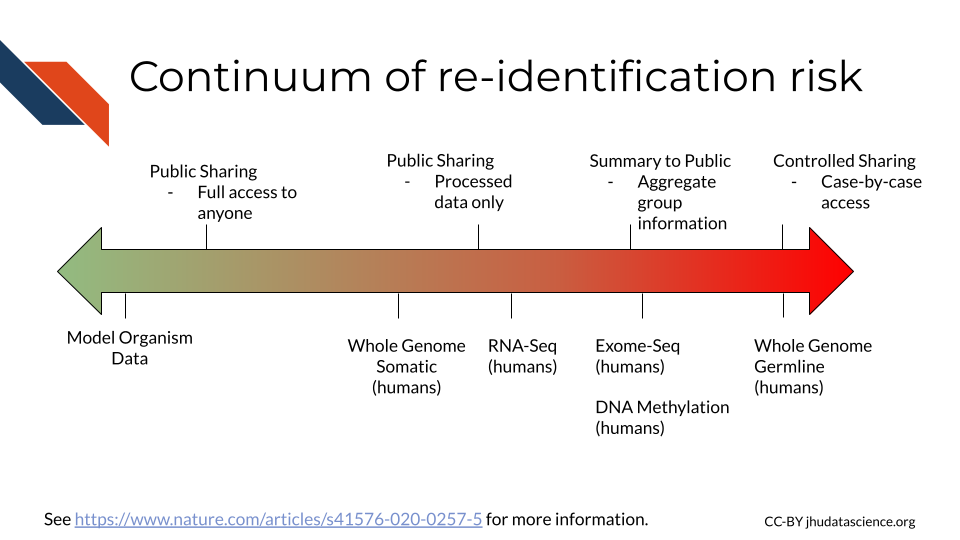 Continuum of re-identification risk
Public Sharing
- Full access to
anyone
Public Sharing
- Processed
data only
Summary to Public
- Aggregate
group
information
Controlled Sharing
- Case-by-case
access
Model Organism
Data
Whole Genome
Somatic
(humans)
RNA-Seq
(humans)
Exome-Seq
(humans)
DNA Methylation
(humans)
Whole Genome
Germline
(humans)
See https://www.nature.com/articles/s41576-020-0257-5 for more information.
CC-BY jhudatascience.org